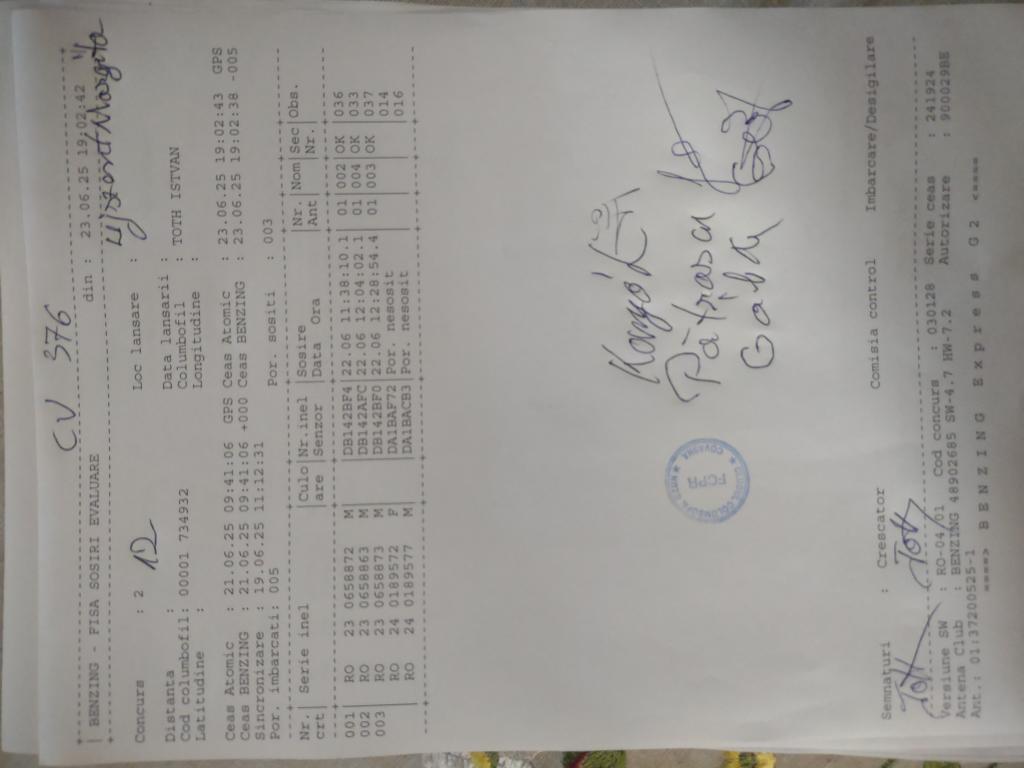 CV 376
BENZING - FISA SOSIRI EVALUARE din : 23.06.25 19:02:42
Concurs : 2 D2 Loc lansare :
Distanta : Data lansarii :
Cod columbofil: 00001 734932 Columbofil : TOTH ISTVAN
Latitudine : Longitudine :
Ceas Atomic : 21.06.25 09:41:06 GPS Ceas Atomic : 23.06.25 19:02:43 GPS
Ceas BENZING : 21.06.25 09:41:06 +000 Ceas BENZING : 23.06.25 19:02:38 -005
Sincronizare : 19.06.25 11:12:31
Por. imbarcati: 005 Por. sositi : 003
Nr.| Serie inel |Culo|Nr.inel |Sosire |Nr. |Nom|Sec|Obs.
crt| |are |Senzor |Data Ora |Ant | |Nr.|
001| RO 23 0658872 M| |DB142BF4|22.06 11:38:10.1| 01|002|OK |036
002| RO 23 0658863 M| |DB142AFC|22.06 12:04:02.1| 01|004|OK |033
003| RO 23 0658873 M| |DB142BF0|22.06 12:28:54.4| 01|003|OK |037
| RO 24 0189572 F| |DA1BAF72|Por. nesosit | | | |014
| RO 24 0189577 M| |DA1BACB3|Por. nesosit | | | |016
FCPR
COVASNA
Pătrașcu
Gabri
Semnaturi : Crescator Comisia control Imbarcare/Desigilare
Toth Toth
Versiune SW : RO-04/01 Cod concurs : 030128 Serie ceas : 241924
Antena Club : BENZING 48902685 SW-4.7 HW-7.2 Autorizare : 900029BE
Ant.: 01:37200525-1
====> B E N Z I N G E x p r e s s G 2 <====